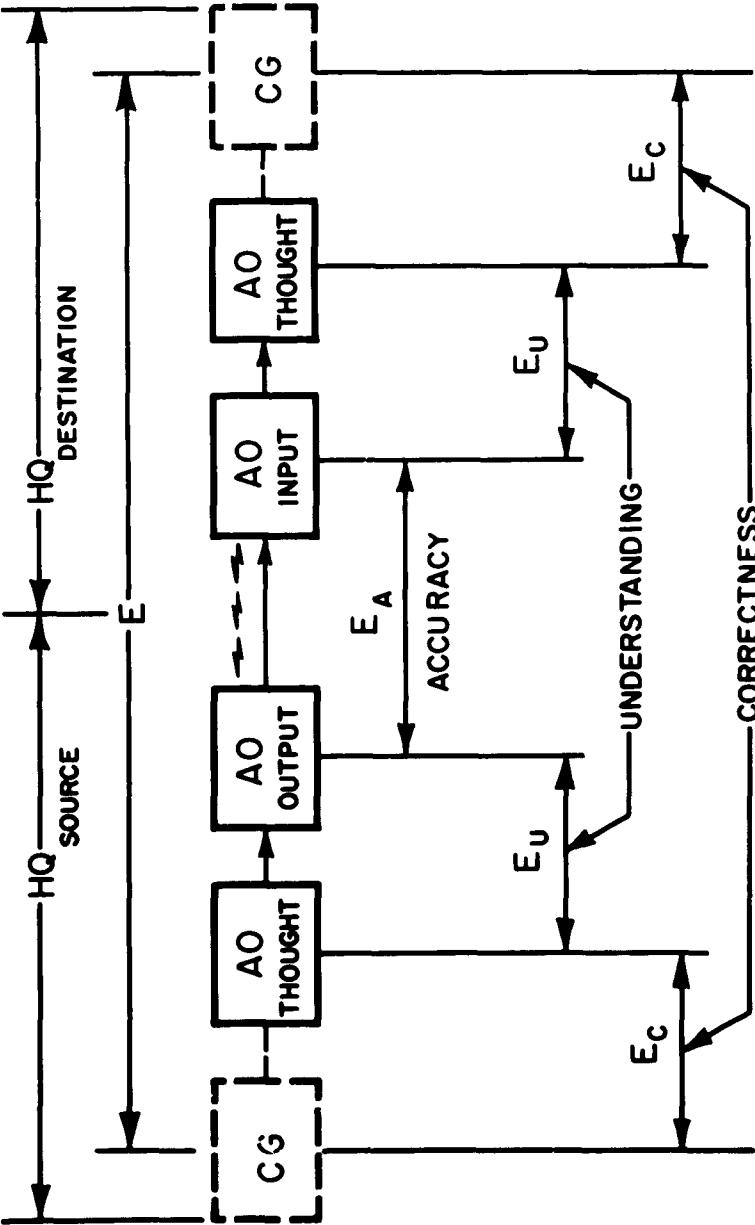 HQ SOURCE
HQ DESTINATION
E
CG
AO
THOUGHT
AO
OUTPUT
AO
INPUT
AO
THOUGHT
CG
E A
ACCURACY
E U
E U
UNDERSTANDING
E C
E C
CORRECTNESS